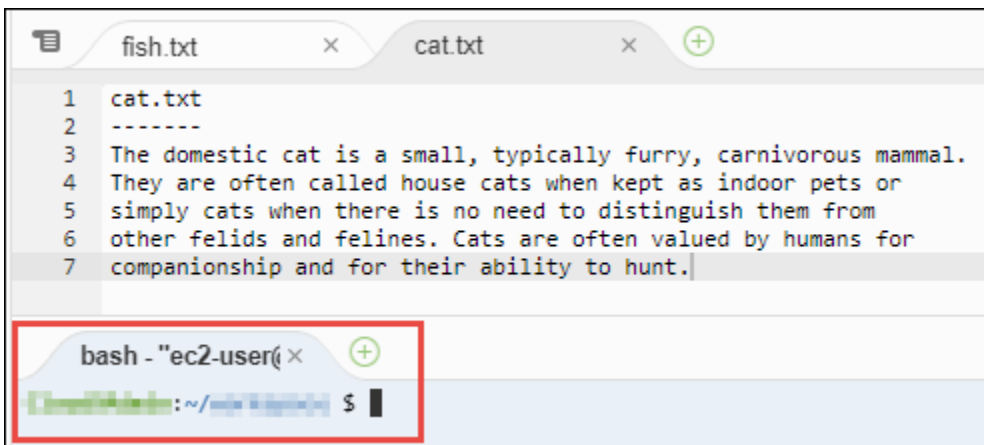 fish.txt × cat.txt ×
1 cat.txt
2 -------
3 The domestic cat is a small, typically furry, carnivorous mammal.
4 They are often called house cats when kept as indoor pets or
5 simply cats when there is no need to distinguish them from
6 other felids and felines. Cats are often valued by humans for
7 companionship and for their ability to hunt.
bash - "ec2-user( ×
:~/ $